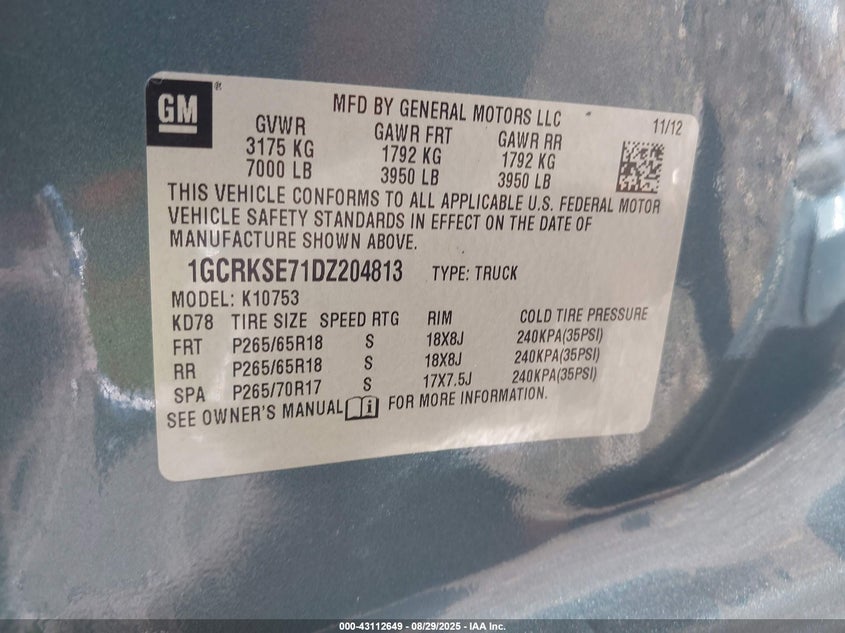 GM
MFD BY GENERAL MOTORS LLC
11/12
GVWR GAWR FRT GAWR RR
3175 KG 1792 KG 1792 KG
7000 LB 3950 LB 3950 LB
THIS VEHICLE CONFORMS TO ALL APPLICABLE U.S. FEDERAL MOTOR
VEHICLE SAFETY STANDARDS IN EFFECT ON THE DATE OF
MANUFACTURE SHOWN ABOVE.
1GCRKSE71DZ204813 TYPE: TRUCK
MODEL: K10753
KD78 TIRE SIZE SPEED RTG RIM COLD TIRE PRESSURE
FRT P265/65R18 S 18X8J 240KPA(35PSI)
RR P265/65R18 S 18X8J 240KPA(35PSI)
SPA P265/70R17 S 17X7.5J 240KPA(35PSI)
SEE OWNER'S MANUAL i FOR MORE INFORMATION.
000-43112649 - 08/29/2025 - IAA Inc.